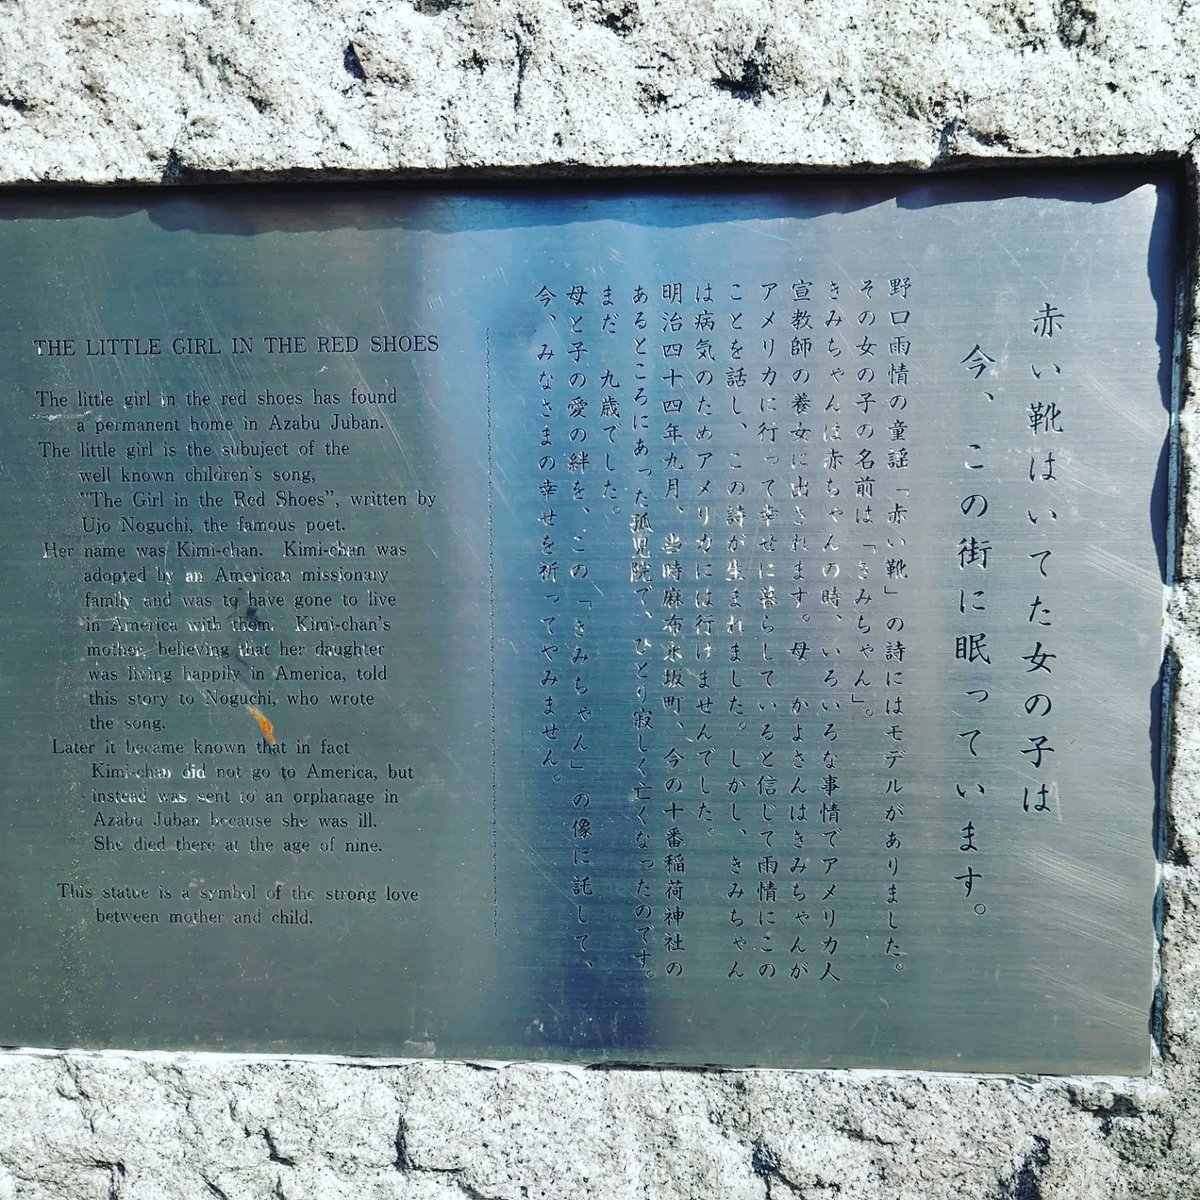 赤い靴はいてた女の子は
今、この街に眠っています。
野口雨情の童謡「赤い靴」の詩にはモデルがありました。
その女の子の名前は「きみちゃん」。
きみちゃんは赤ちゃんの時、いろいろな事情でアメリカ人
宣教師の養女に出されます。母 かよさんはきみちゃんが
アメリカに行って幸せに暮らしていると信じて雨情にこの
ことを話し、この詩が生まれました。しかし、きみちゃん
は病気のためアメリカには行けませんでした。
明治四十四年九月、当時麻布永坂町、今の十番稲荷神社の
あるところにあった孤児院で、ひとり寂しく亡くなったのです。
まだ 九歳でした。
母と子の愛の絆を、この「きみちゃん」の像に託して、
今、みなさまの幸せを祈ってやみません。
THE LITTLE GIRL IN THE RED SHOES
The little girl in the red shoes has found
a permanent home in Azabu Juban.
The little girl is the subuject of the
well known children's song,
"The Girl in the Red Shoes", written by
Ujo Noguchi, the famous poet.
Her name was Kimi-chan. Kimi-chan was
adopted by an American missionary
family and was to have gone to live
in America with them. Kimi-chan's
mother, believing that her daughter
was living happily in America, told
this story to Noguchi, who wrote
the song.
Later it became known that in fact
Kimi-chan did not go to America, but
instead was sent to an orphanage in
Azabu Juban because she was ill.
She died there at the age of nine.
This statue is a symbol of the strong love
between mother and child.